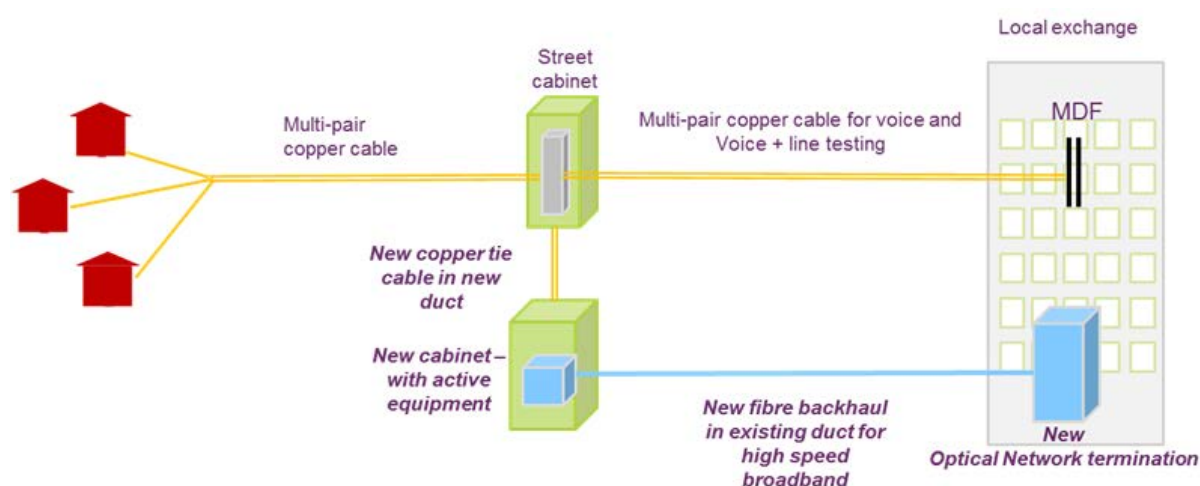 Local exchange
Street
cabinet
MDF
Multi-pair
copper cable
Multi-pair copper cable for voice and
Voice + line testing
New copper tie
cable in new
duct
New cabinet –
with active
equipment
New fibre backhaul
in existing duct for
high speed
broadband
New
Optical Network termination